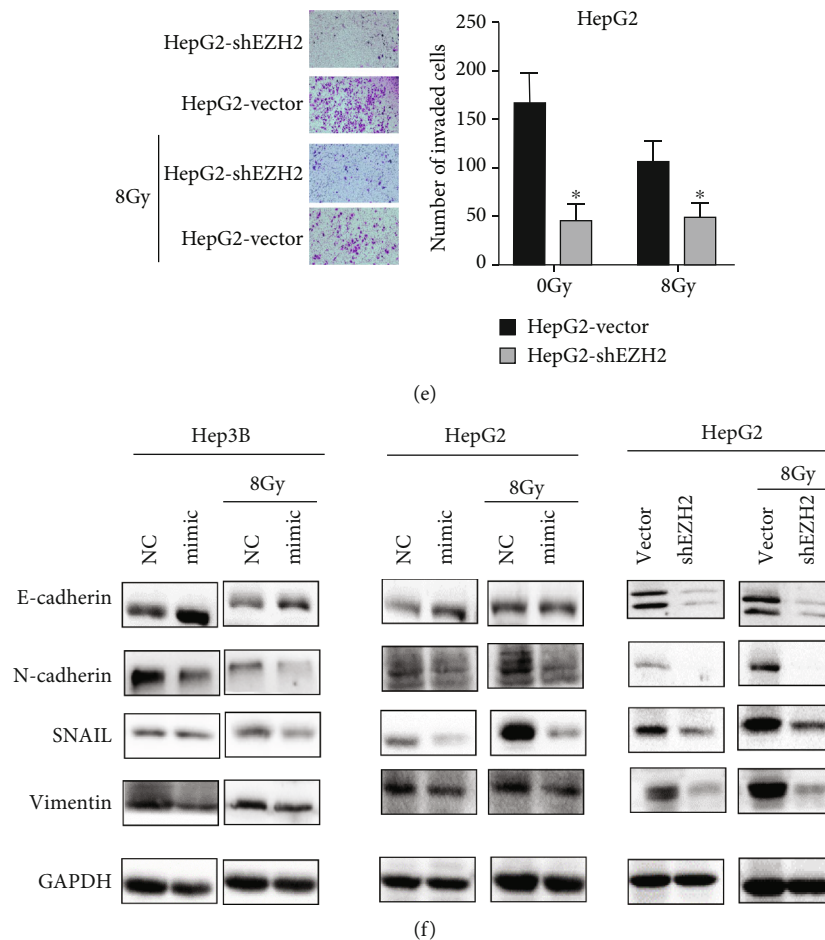 HepG2-shEZH2
HepG2-vector
8Gy
HepG2-shEZH2
HepG2-vector
HepG2
Number of invaded cells
250
200
150
100
50
0
* *
0Gy 8Gy
HepG2-vector
HepG2-shEZH2
(e)
Hep3B HepG2 HepG2
8Gy 8Gy 8Gy
NC mimic NC mimic NC mimic NC mimic Vector shEZH2 Vector shEZH2
E-cadherin
N-cadherin
SNAIL
Vimentin
GAPDH
(f)